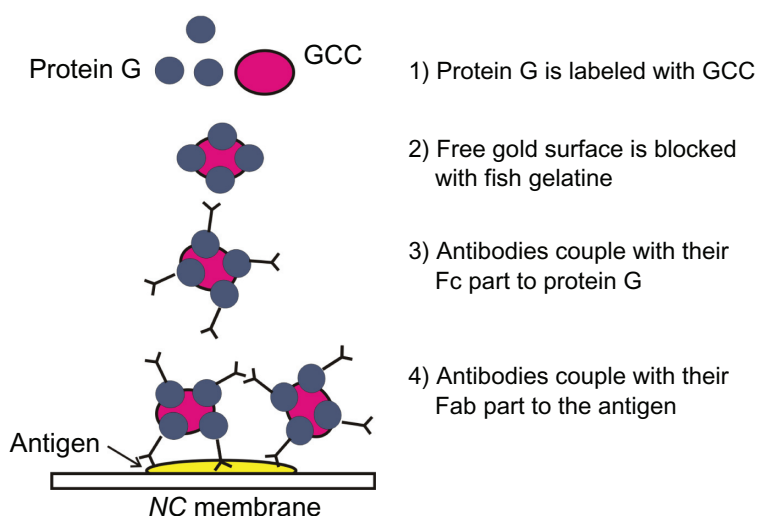 Protein G
GCC
1) Protein G is labeled with GCC
2) Free gold surface is blocked
with fish gelatine
3) Antibodies couple with their
Fc part to protein G
4) Antibodies couple with their
Fab part to the antigen
Antigen
NC membrane